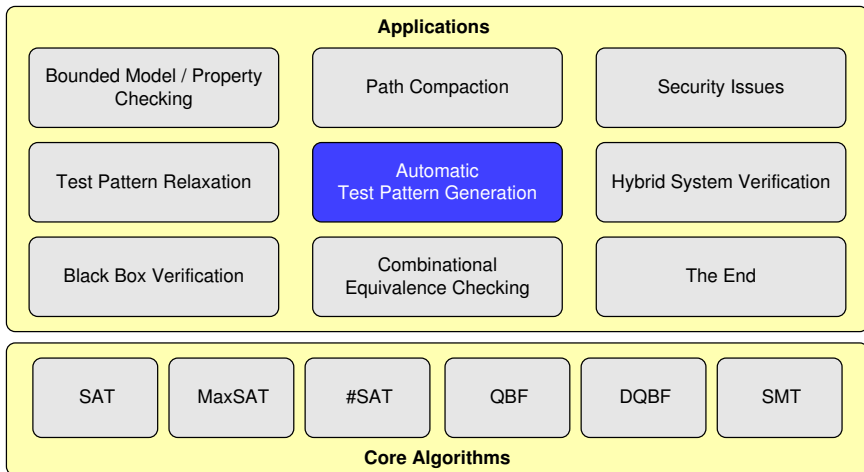 Applications
Bounded Model / Property
Checking
Path Compaction
Security Issues
Test Pattern Relaxation
Automatic
Test Pattern Generation
Hybrid System Verification
Black Box Verification
Combinational
Equivalence Checking
The End
SAT
MaxSAT
#SAT
QBF
DQBF
SMT
Core Algorithms